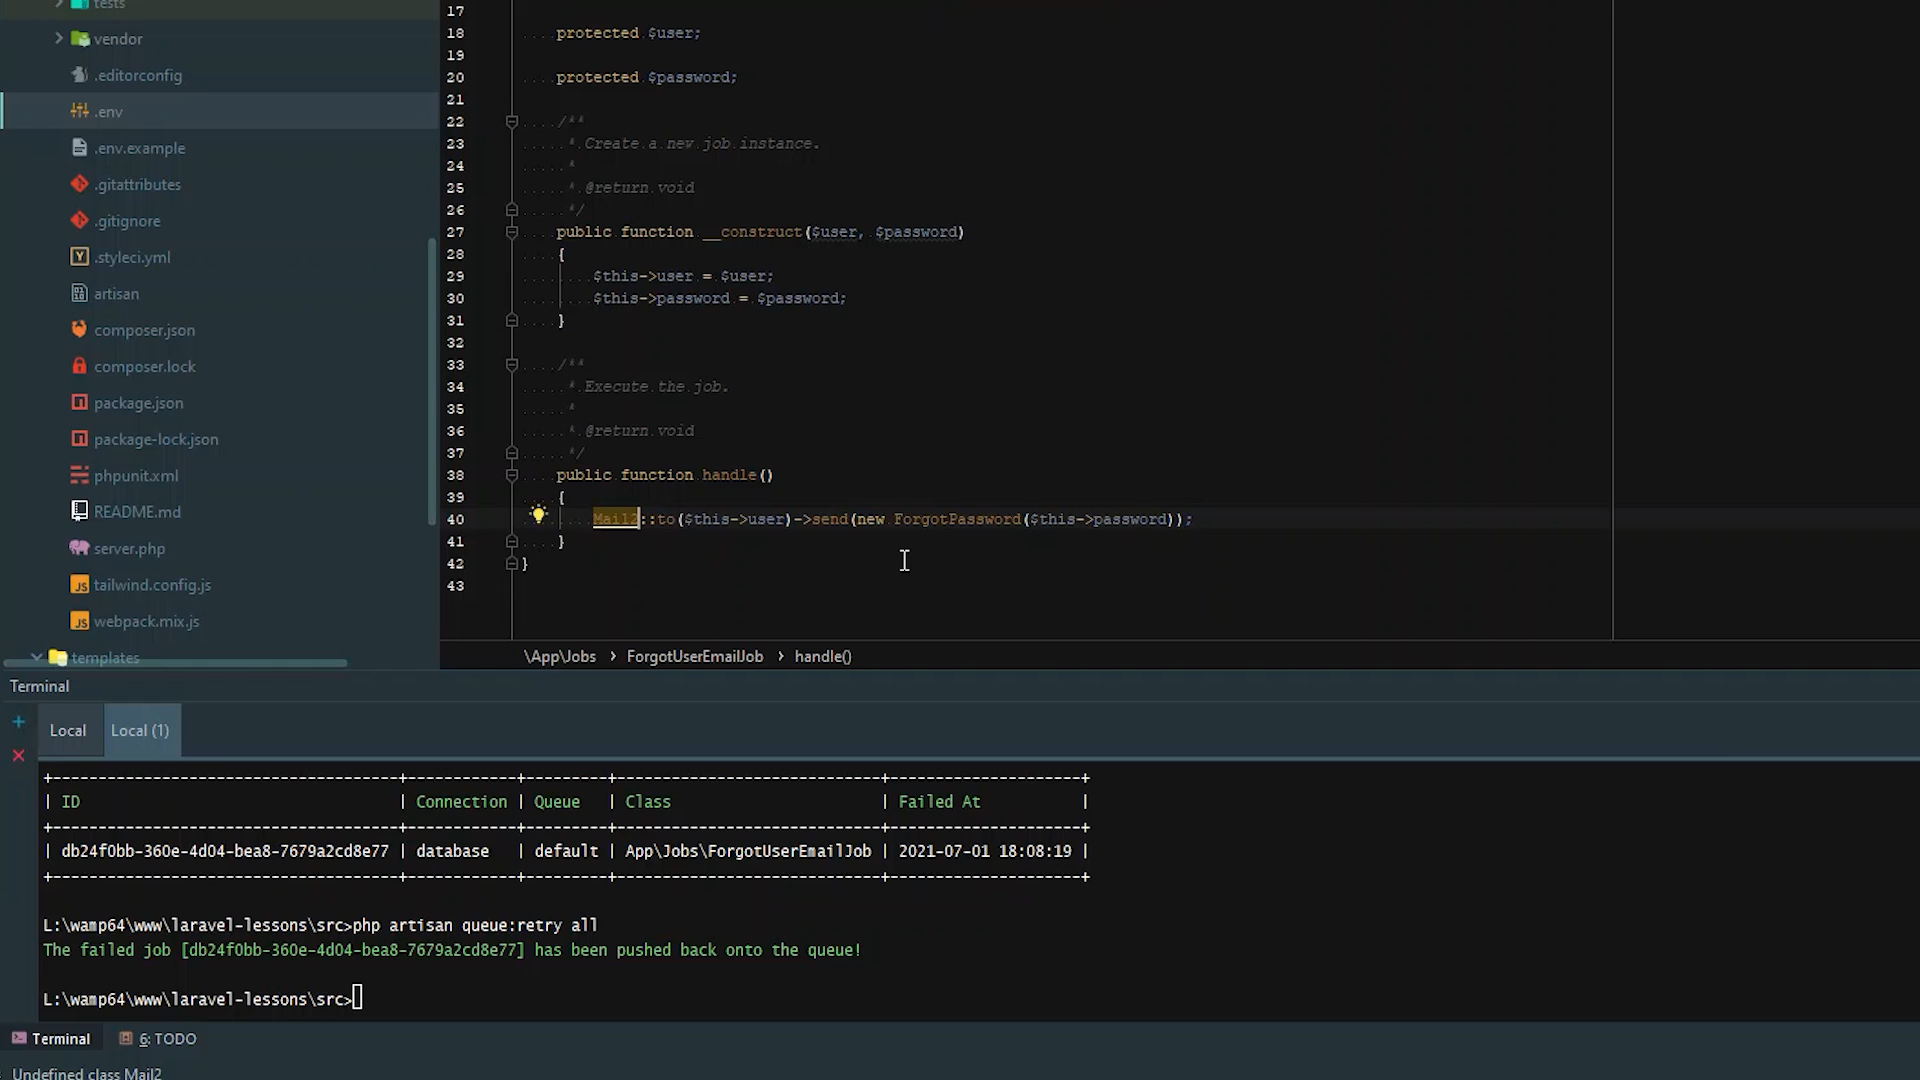 tests
vendor
.editorconfig
.env
.env.example
.gitattributes
.gitignore
.styleci.yml
artisan
composer.json
composer.lock
package.json
package-lock.json
phpunit.xml
README.md
server.php
tailwind.config.js
webpack.mix.js
templates
17
18 protected $user;
19
20 protected $password;
21
22 /**
23 * Create a new job instance.
24 *
25 * @return void
26 */
27 public function __construct($user, $password)
28 {
29 $this->user = $user;
30 $this->password = $password;
31 }
32
33 /**
34 * Execute the job.
35 *
36 * @return void
37 */
38 public function handle()
39 {
40 Mail2::to($this->user)->send(new ForgotPassword($this->password));
41 }
42 }
43
\App\Jobs > ForgotUserEmailJob > handle()
Terminal
Local Local (1)
+---------------------------------------+------------+---------+-----------------------------+---------------------+
| ID | Connection | Queue | Class | Failed At |
+---------------------------------------+------------+---------+-----------------------------+---------------------+
| db24f0bb-360e-4d04-bea8-7679a2cd8e77 | database | default | App\Jobs\ForgotUserEmailJob | 2021-07-01 18:08:19 |
+---------------------------------------+------------+---------+-----------------------------+---------------------+
L:\wamp64\www\laravel-lessons\src>php artisan queue:retry all
The failed job [db24f0bb-360e-4d04-bea8-7679a2cd8e77] has been pushed back onto the queue!
L:\wamp64\www\laravel-lessons\src>
Terminal 6: TODO
Undefined class Mail2